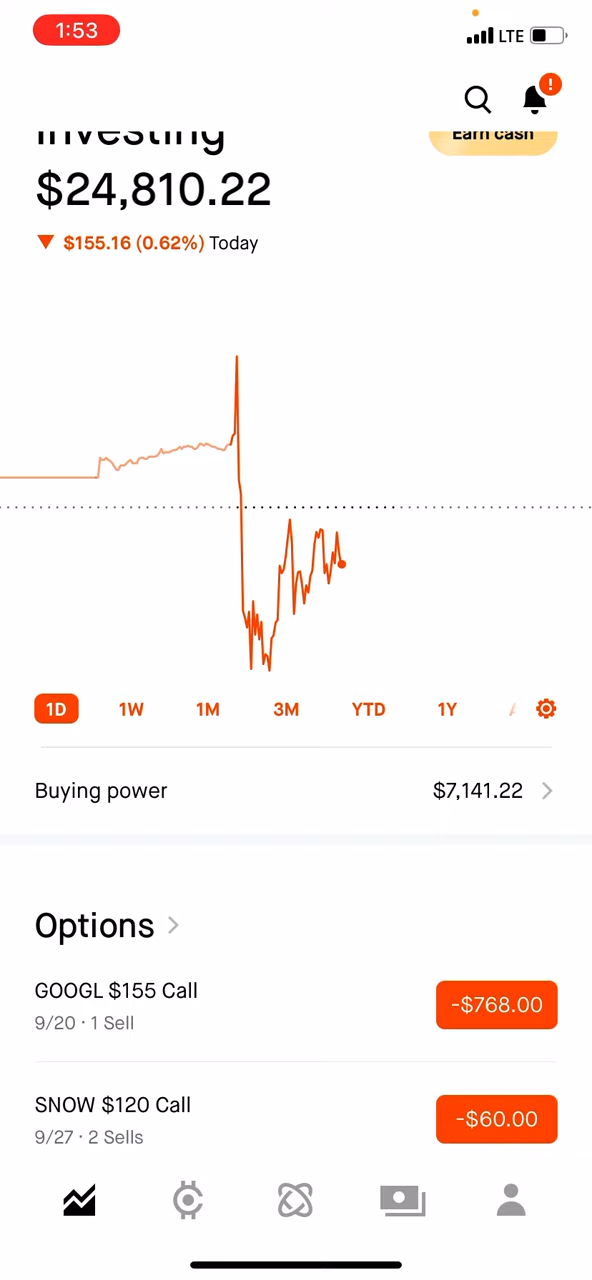 1:53
LTE
!
Investing
Earn cash
$24,810.22
▼ $155.16 (0.62%) Today
1D 1W 1M 3M YTD 1Y
Buying power $7,141.22
Options
GOOGL $155 Call
-$768.00
9/20 · 1 Sell
SNOW $120 Call
-$60.00
9/27 · 2 Sells